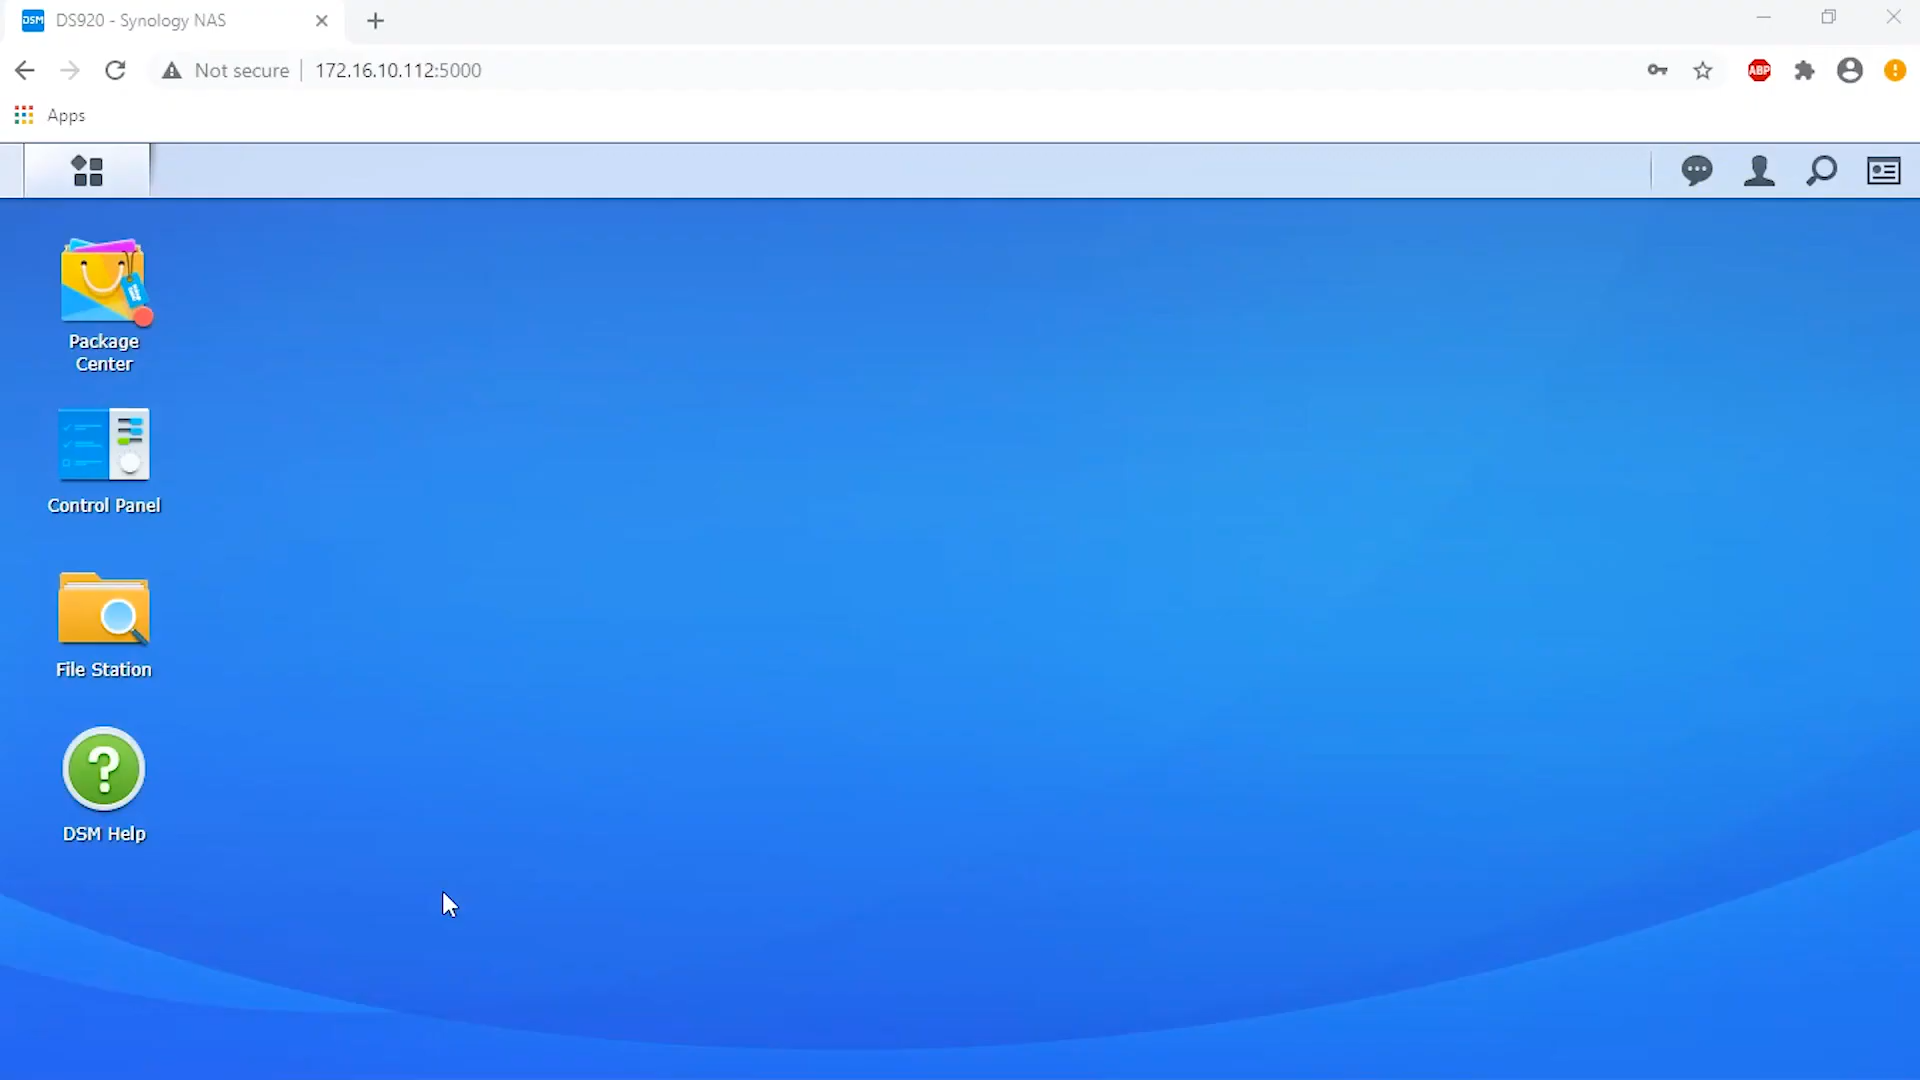 DSM DS920 - Synology NAS
Not secure 172.16.10.112:5000
ABP
Apps
Package
Center
Control Panel
File Station
DSM Help